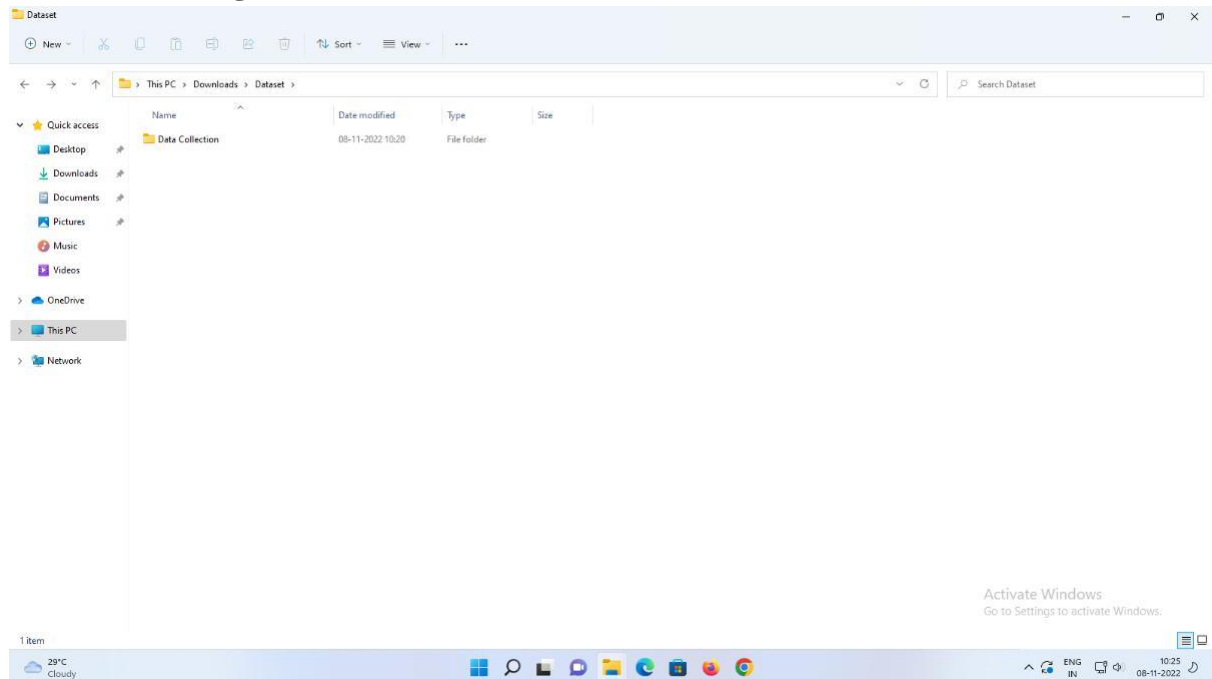 Dataset
New
Sort
View
This PC > Downloads > Dataset >
Search Dataset
Name Date modified Type Size
Quick access
Desktop
Downloads
Documents
Pictures
Music
Videos
OneDrive
This PC
Network
Data Collection 08-11-2022 10:20 File folder
Activate Windows
Go to Settings to activate Windows.
1 item
29°C
Cloudy
ENG
IN
10:25
08-11-2022